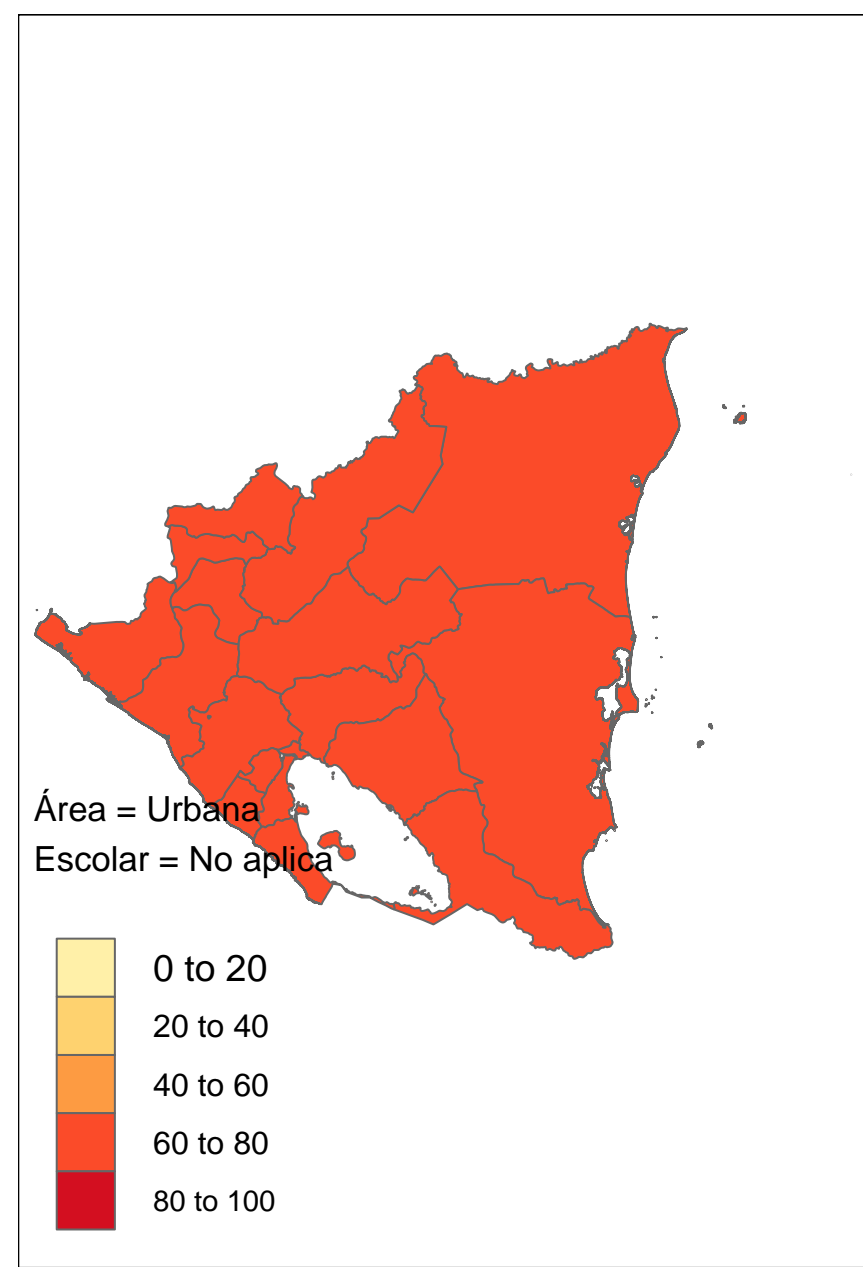 Área = Urbana
Escolar = No aplica
0 to 20
20 to 40
40 to 60
60 to 80
80 to 100